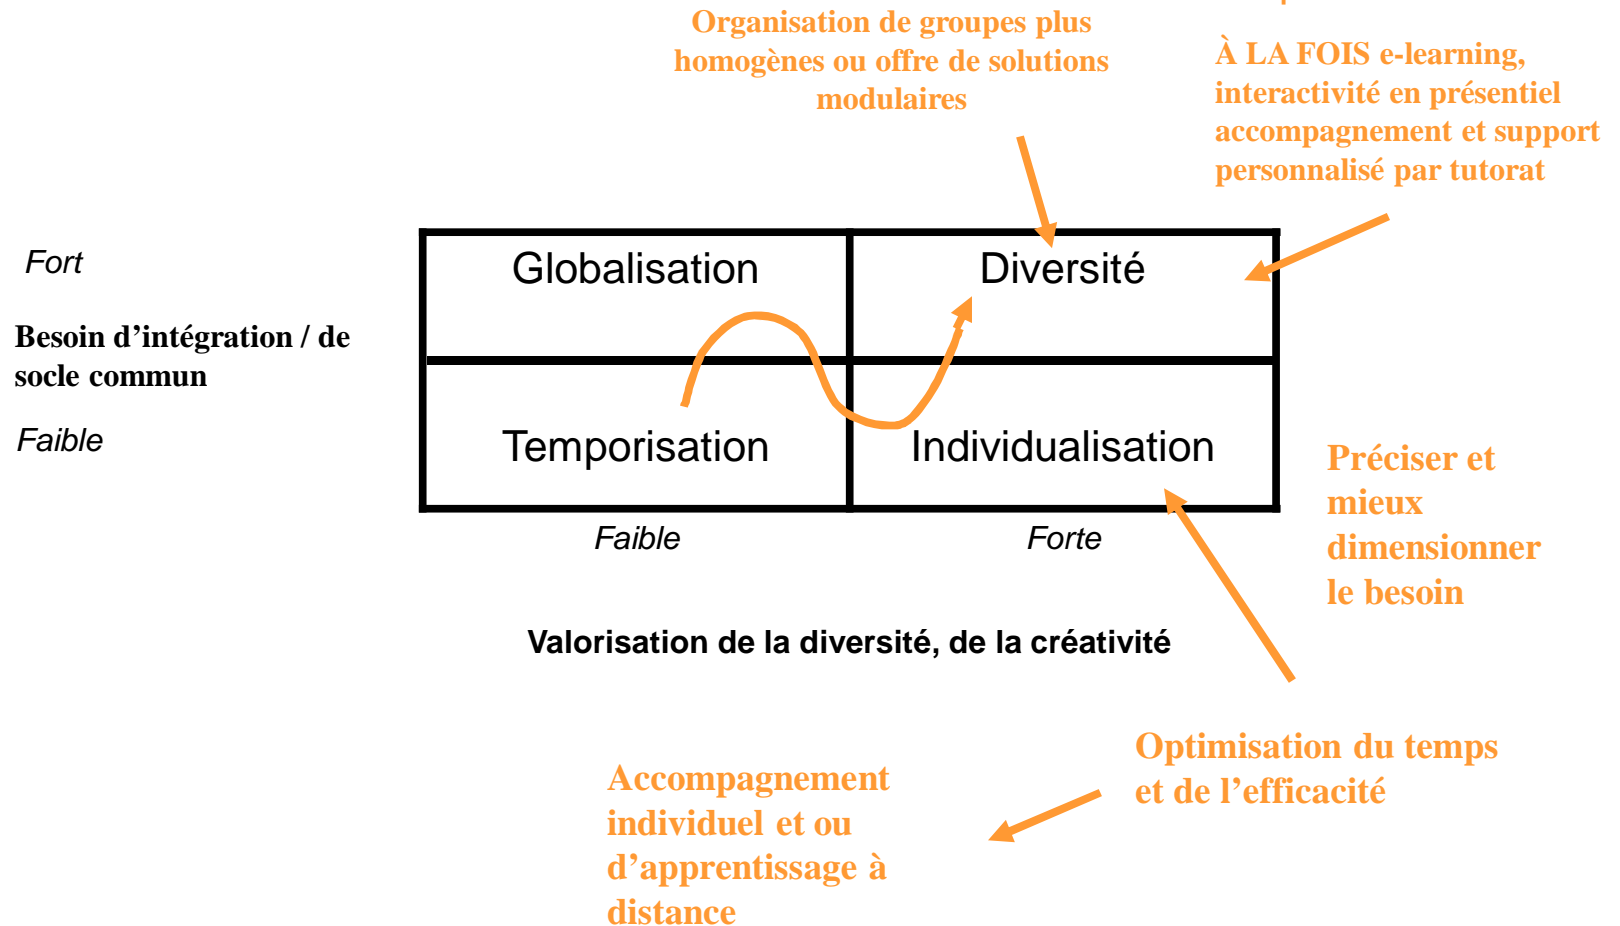 Organisation de groupes plus
homogènes ou offre de solutions
modulaires
À LA FOIS e-learning,
interactivité en présentiel
accompagnement et support
personnalisé par tutorat
Fort
Globalisation
Diversité
Besoin d’intégration / de
socle commun
Faible
Temporisation
Individualisation
Faible
Forte
Préciser et
mieux
dimensionner
le besoin
Valorisation de la diversité, de la créativité
Optimisation du temps
et de l’efficacité
Accompagnement
individuel et ou
d’apprentissage à
distance